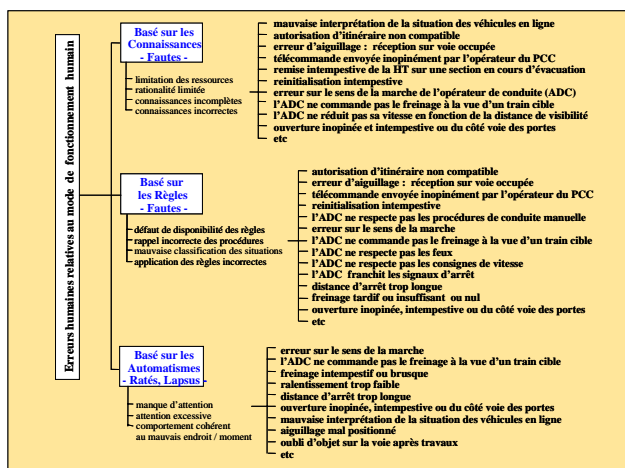 Erreurs humaines relatives au mode de fonctionnement humain
Basé sur les
Connaissances
- Fautes -
limitation des ressources
rationalité limitée
connaissances incomplètes
connaissances incorrectes
mauvaise interprétation de la situation des véhicules en ligne
autorisation d'itinéraire non compatible
erreur d'aiguillage : réception sur voie occupée
télécommande envoyée inopinément par l'opérateur du PCC
remise intempestive de la HT sur une section en cours d'évacuation
reinitialisation intempestive
erreur sur le sens de la marche de l'opérateur de conduite (ADC)
l'ADC ne commande pas le freinage à la vue d'un train cible
l'ADC ne réduit pas sa vitesse en fonction de la distance de visibilité
ouverture inopinée et intempestive ou du côté voie des portes
etc
Basé sur
les Règles
- Fautes -
défaut de disponibilité des règles
rappel incorrecte des procédures
mauvaise classification des situations
application des règles incorrectes
autorisation d'itinéraire non compatible
erreur d'aiguillage : réception sur voie occupée
télécommande envoyée inopinément par l'opérateur du PCC
reinitialisation intempestive
l'ADC ne respecte pas les procédures de conduite manuelle
erreur sur le sens de la marche
l'ADC ne commande pas le freinage à la vue d'un train cible
l'ADC ne respecte pas les feux
l'ADC ne respecte pas les consignes de vitesse
l'ADC franchit les signaux d'arrêt
distance d'arrêt trop longue
freinage tardif ou insuffisant ou nul
ouverture inopinée, intempestive ou du côté voie des portes
etc
Basé sur les
Automatismes
- Ratés, Lapsus -
manque d'attention
attention excessive
comportement cohérent
au mauvais endroit / moment
erreur sur le sens de la marche
l'ADC ne commande pas le freinage à la vue d'un train cible
freinage intempestif ou brusque
ralentissement trop faible
distance d'arrêt trop longue
ouverture inopinée, intempestive ou du côté voie des portes
mauvaise interprétation de la situation des véhicules en ligne
aiguillage mal positionné
oubli d'objet sur la voie après travaux
etc